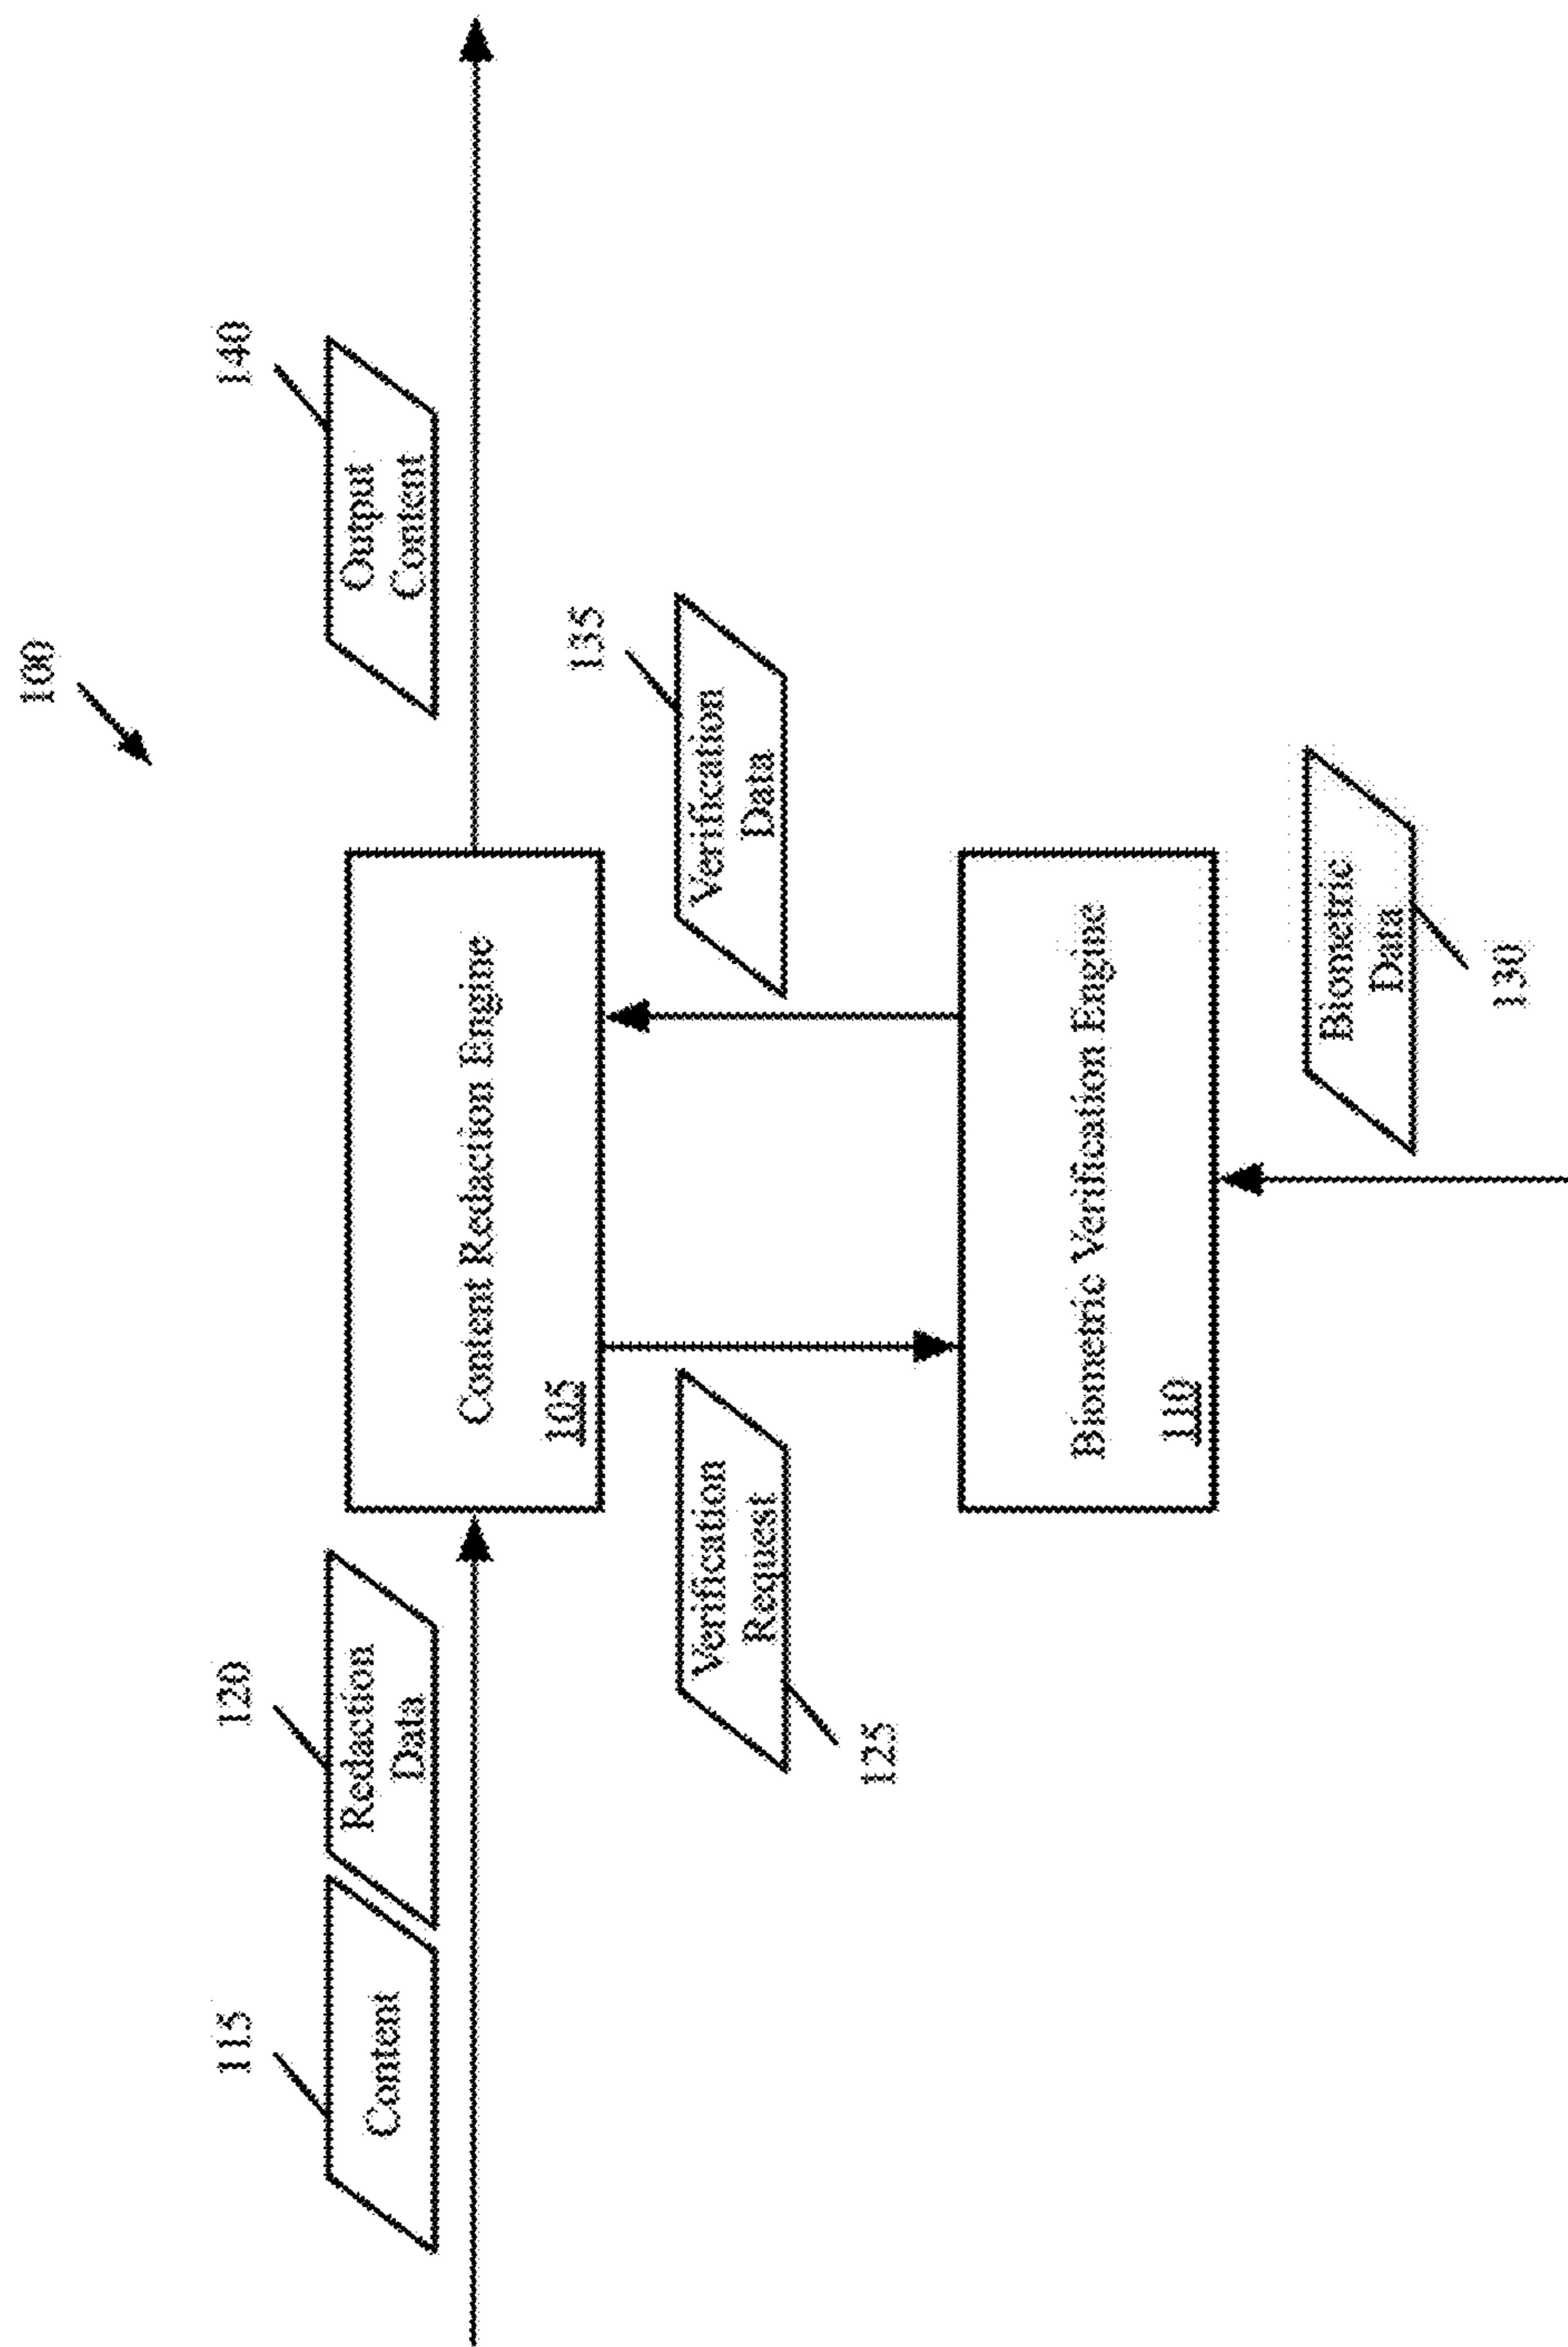 100
115
120
140
Content
Redaction
Data
Output
Content
Content Redaction Engine
105
Verification
Request
125
135
Verification
Data
Biometric Verification Engine
110
Biometric
Data
130